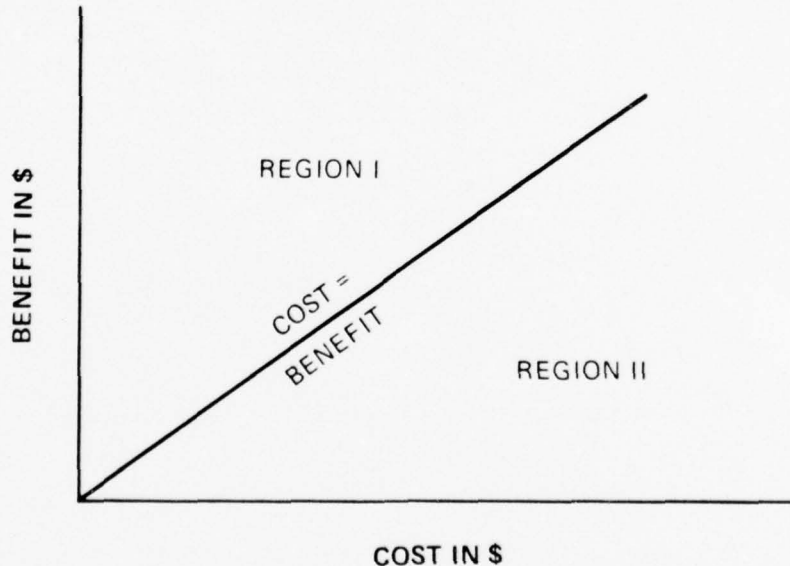 BENEFIT IN $
REGION I
COST =
BENEFIT
REGION II
COST IN $